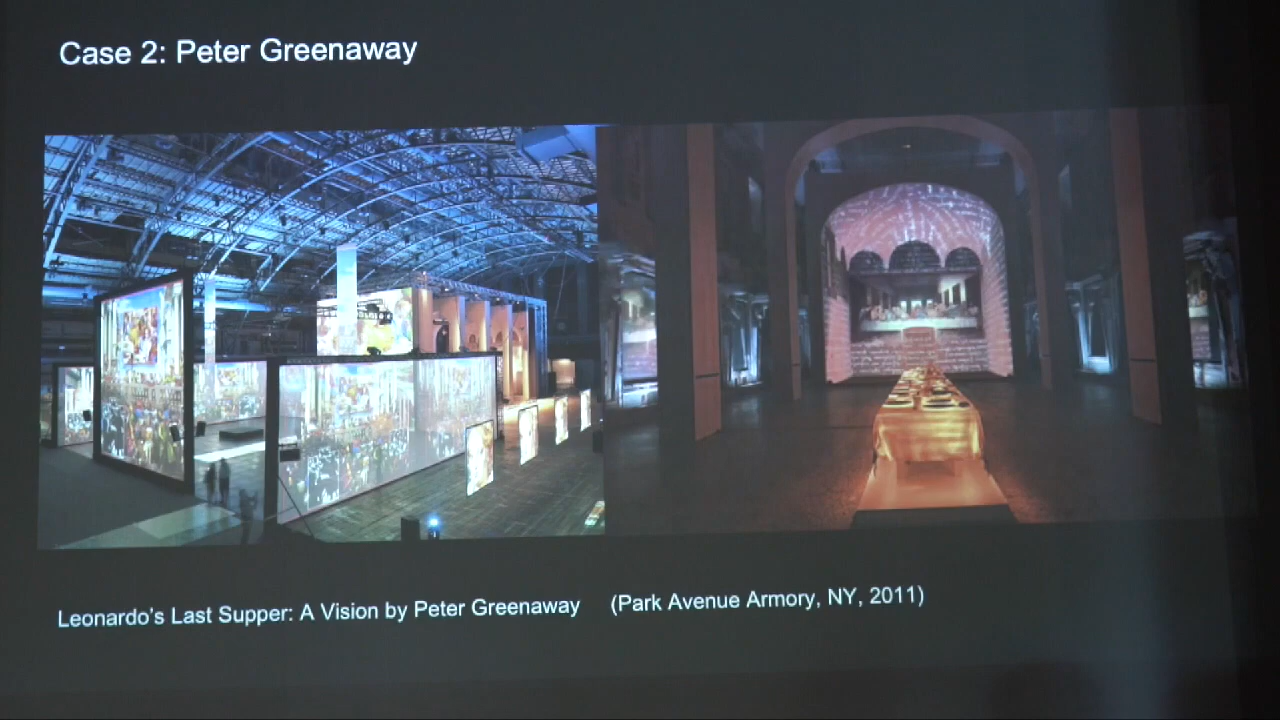 Case 2: Peter Greenaway
Leonardo's Last Supper: A Vision by Peter Greenaway (Park Avenue Armory, NY, 2011)